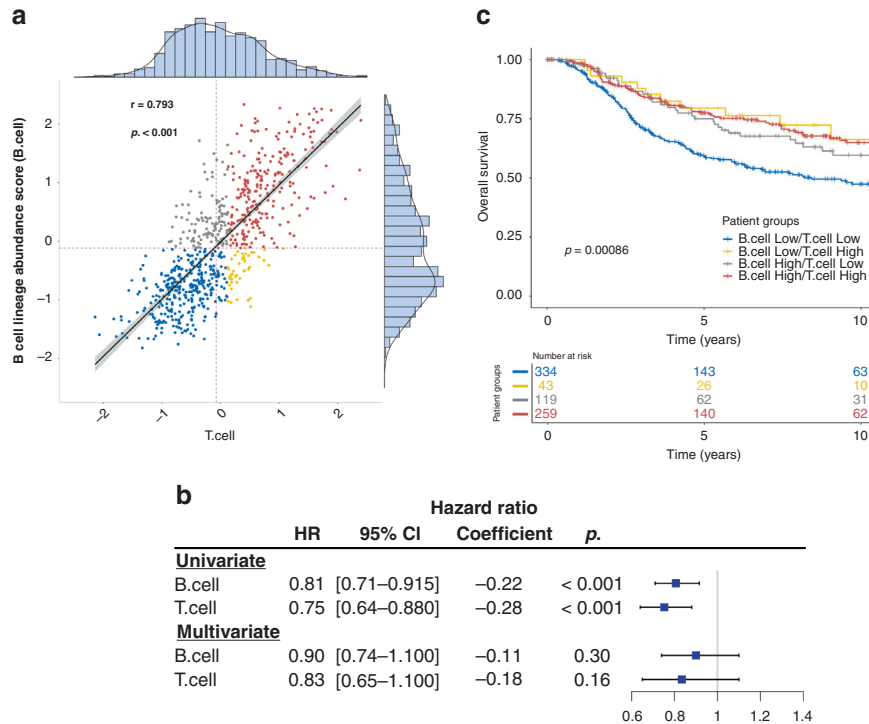 a
r = 0.793
p. < 0.001
B cell lineage abundance score (B.cell)
2
1
0
−1
−2
−2
−1
0
1
2
T.cell
c
Overall survival
1.00
0.75
0.50
0.25
0.00
p = 0.00086
Patient groups
B.cell Low/T.cell Low
B.cell Low/T.cell High
B.cell High/T.cell Low
B.cell High/T.cell High
0 5 10
Time (years)
Number at risk
Patient groups
334 143 63
43 26 10
119 62 31
259 140 62
0 5 10
Time (years)
b
Hazard ratio
HR 95% CI Coefficient p.
Univariate
B.cell 0.81 [0.71–0.915] −0.22 < 0.001
T.cell 0.75 [0.64–0.880] −0.28 < 0.001
Multivariate
B.cell 0.90 [0.74–1.100] −0.11 0.30
T.cell 0.83 [0.65–1.100] −0.18 0.16
0.6 0.8 1 1.2 1.4